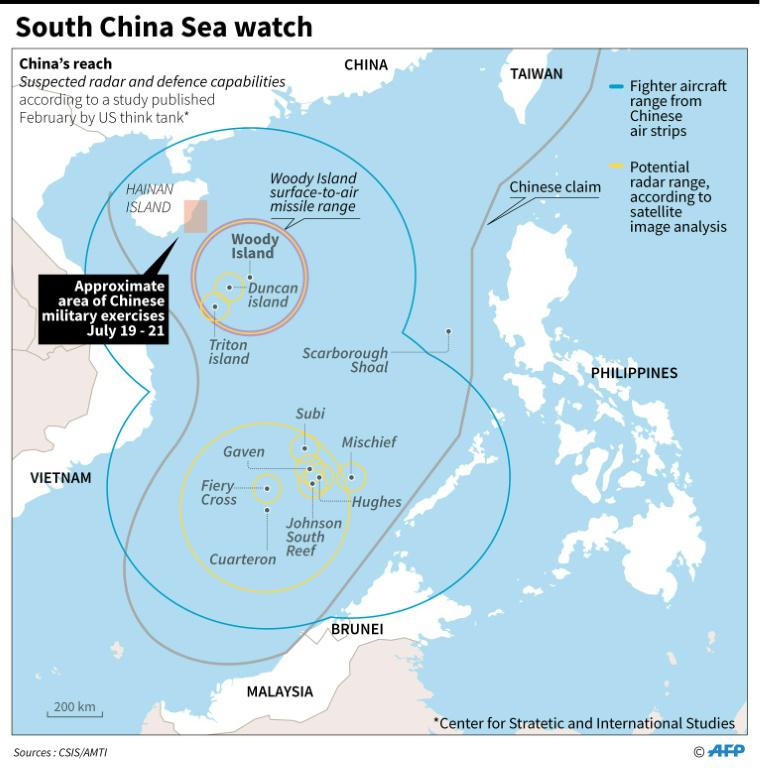 South China Sea watch
China's reach
Suspected radar and defence capabilities
according to a study published
February by US think tank*
CHINA
TAIWAN
Fighter aircraft
range from
Chinese
air strips
Potential
radar range,
according to
satellite
image analysis
HAINAN
ISLAND
Woody Island
surface-to-air
missile range
Chinese claim
Woody
Island
Duncan
island
Approximate
area of Chinese
military exercises
July 19 - 21
Triton
island
Scarborough
Shoal
PHILIPPINES
Subi
Gaven
Mischief
VIETNAM
Fiery
Cross
Hughes
Johnson
South
Reef
Cuarteron
BRUNEI
MALAYSIA
200 km
*Center for Stratetic and International Studies
Sources : CSIS/AMTI
© AFP